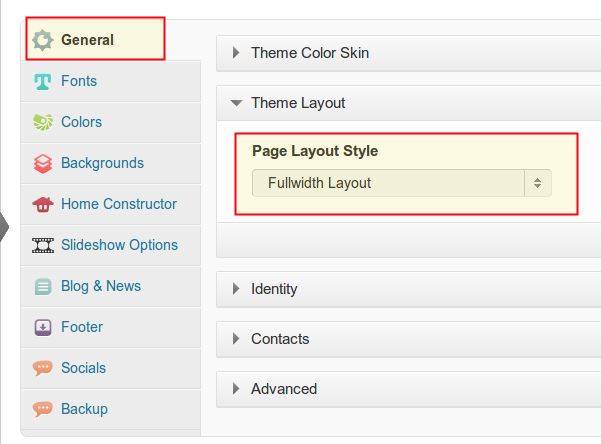 General
Fonts
Colors
Backgrounds
Home Constructor
Slideshow Options
Blog & News
Footer
Socials
Backup
Theme Color Skin
Theme Layout
Page Layout Style
Fullwidth Layout
Identity
Contacts
Advanced